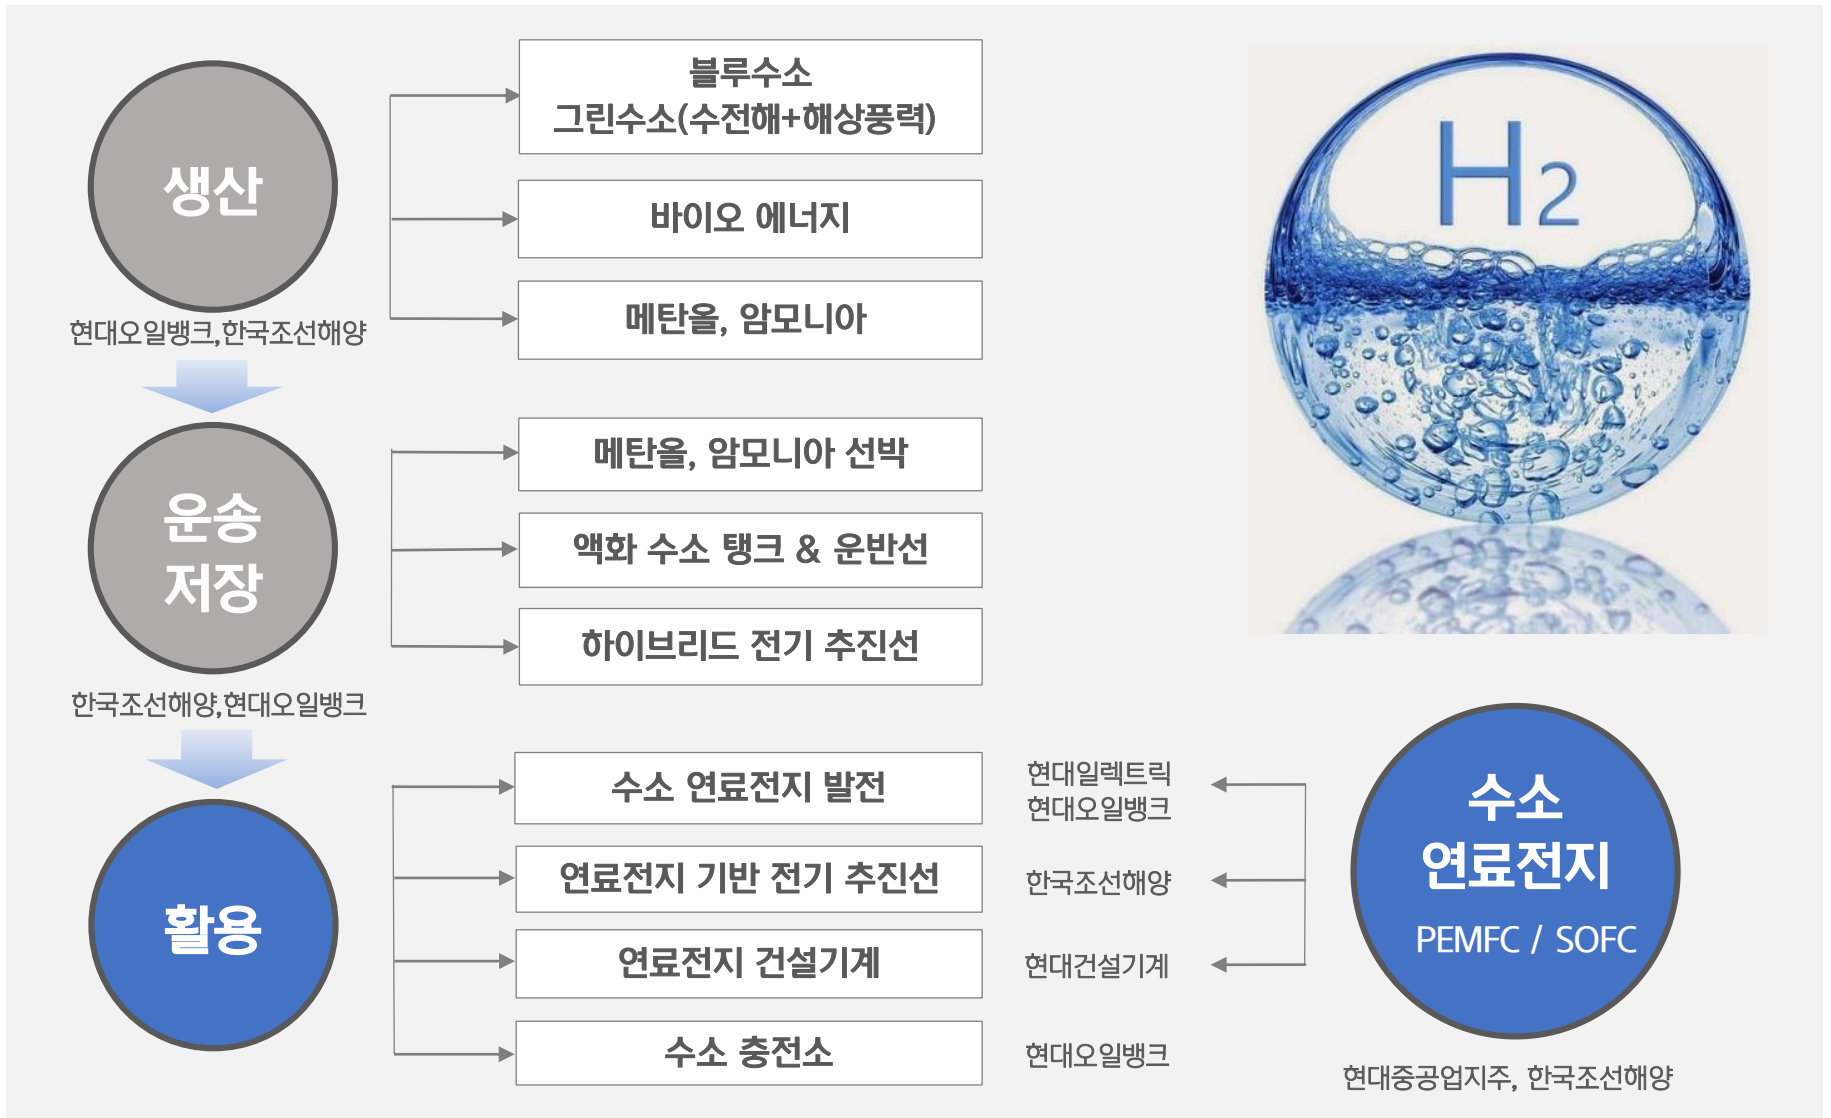 생산
현대오일뱅크,한국조선해양
블루수소
그린수소(수전해+해상풍력)
바이오 에너지
메탄올, 암모니아
H2
운송
저장
한국조선해양,현대오일뱅크
메탄올, 암모니아 선박
액화 수소 탱크 & 운반선
하이브리드 전기 추진선
활용
수소 연료전지 발전
현대일렉트릭
현대오일뱅크
연료전지 기반 전기 추진선
한국조선해양
연료전지 건설기계
현대건설기계
수소 충전소
현대오일뱅크
수소
연료전지
PEMFC / SOFC
현대중공업지주, 한국조선해양